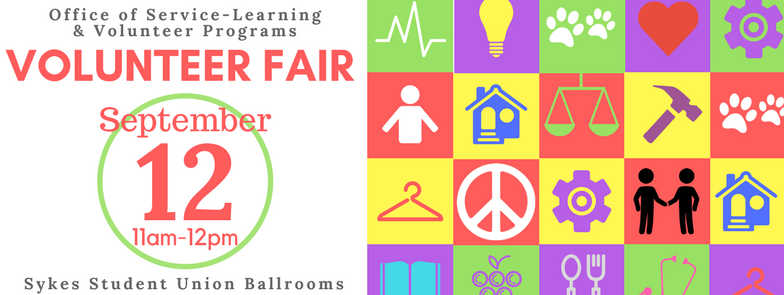 Office of Service-Learning
& Volunteer Programs
VOLUNTEER FAIR
September
12
11am-12pm
Sykes Student Union Ballrooms